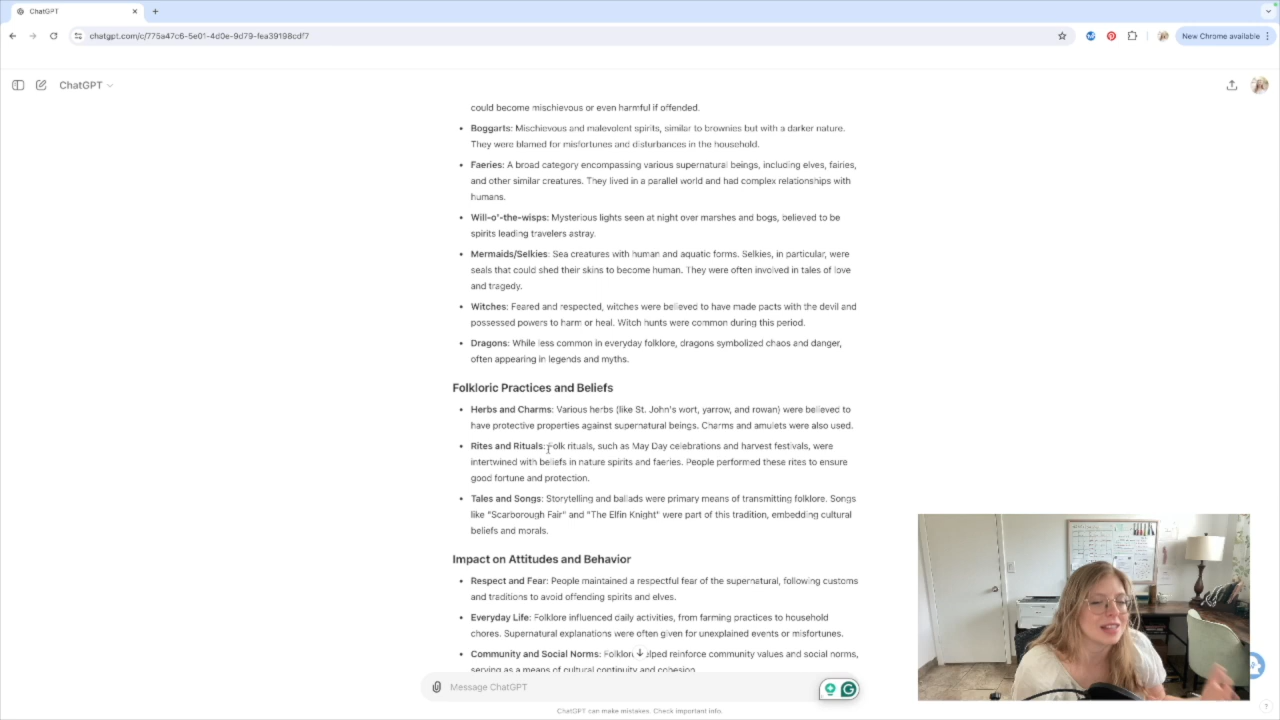 ChatGPT
chatgpt.com/c/775a47c6-5e01-4d0e-9d79-fea39198cdf7
New Chrome available
ChatGPT
could become mischievous or even harmful if offended.
Boggarts: Mischievous and malevolent spirits, similar to brownies but with a darker nature.
They were blamed for misfortunes and disturbances in the household.
Faeries: A broad category encompassing various supernatural beings, including elves, fairies,
and other similar creatures. They lived in a parallel world and had complex relationships with
humans.
Will-o'-the-wisps: Mysterious lights seen at night over marshes and bogs, believed to be
spirits leading travelers astray.
Mermaids/Selkies: Sea creatures with human and aquatic forms. Selkies, in particular, were
seals that could shed their skins to become human. They were often involved in tales of love
and tragedy.
Witches: Feared and respected, witches were believed to have made pacts with the devil and
possessed powers to harm or heal. Witch hunts were common during this period.
Dragons: While less common in everyday folklore, dragons symbolized chaos and danger,
often appearing in legends and myths.
Folkloric Practices and Beliefs
Herbs and Charms: Various herbs (like St. John's wort, yarrow, and rowan) were believed to
have protective properties against supernatural beings. Charms and amulets were also used.
Rites and Rituals: Folk rituals, such as May Day celebrations and harvest festivals, were
intertwined with beliefs in nature spirits and faeries. People performed these rites to ensure
good fortune and protection.
Tales and Songs: Storytelling and ballads were primary means of transmitting folklore. Songs
like "Scarborough Fair" and "The Elfin Knight" were part of this tradition, embedding cultural
beliefs and morals.
Impact on Attitudes and Behavior
Respect and Fear: People maintained a respectful fear of the supernatural, following customs
and traditions to avoid offending spirits and elves.
Everyday Life: Folklore influenced daily activities, from farming practices to household
chores. Supernatural explanations were often given for unexplained events or misfortunes.
Community and Social Norms: reinforce community values and social norms,
serving as a means of cultural continuity and cohesion.
Message ChatGPT
ChatGPT can make mistakes. Check important info.
?